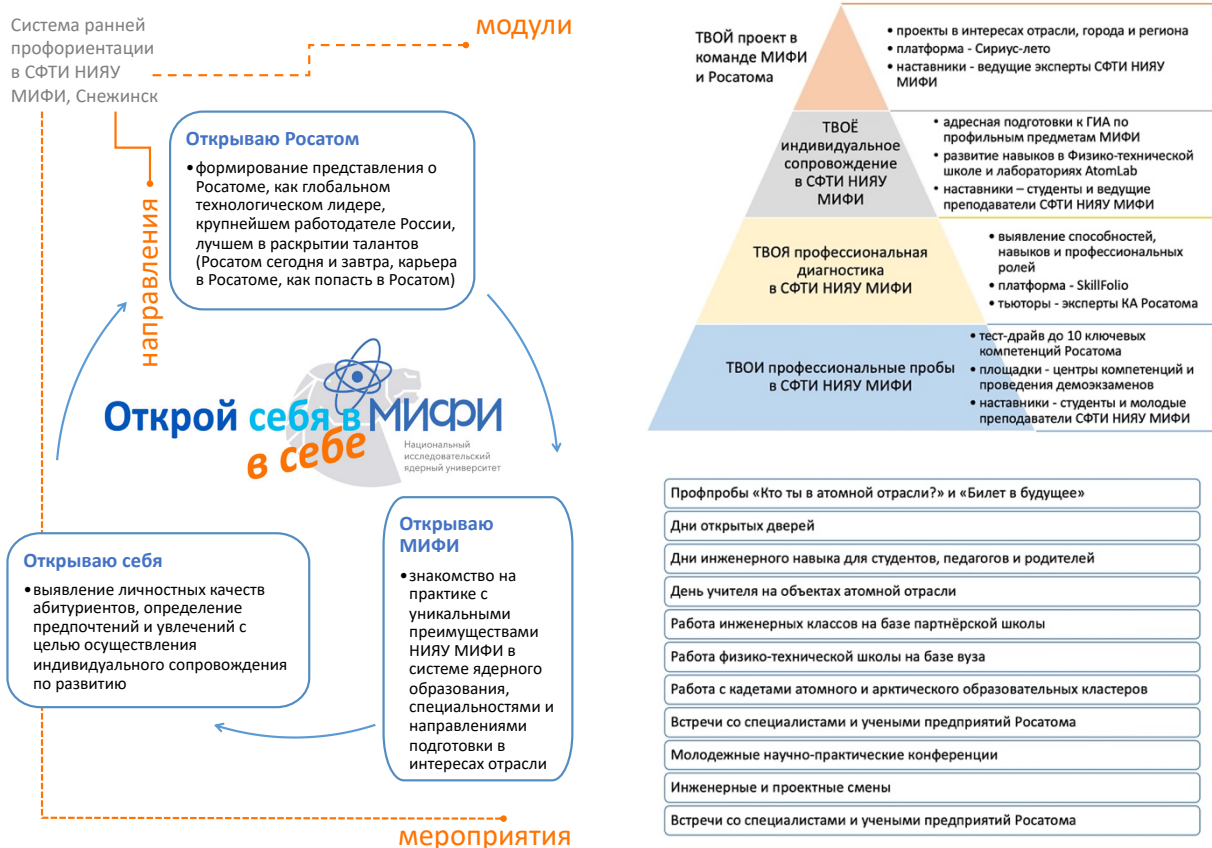 Система ранней
профориентации
в СФТИ НИЯУ
МИФИ, Снежинск
модули
направления
Открываю Росатом
•формирование представления о
Росатоме, как глобальном
технологическом лидере,
крупнейшем работодателе России,
лучшем в раскрытии талантов
(Росатом сегодня и завтра, карьера
в Росатоме, как попасть в Росатом)
Открой себя в МИФИ
в себе
Национальный
исследовательский
ядерный университет
Открываю
МИФИ
•знакомство на
практике с
уникальными
преимуществами
НИЯУ МИФИ в
системе ядерного
образования,
специальностями и
направлениями
подготовки в
интересах отрасли
Открываю себя
•выявление личностных качеств
абитуриентов, определение
предпочтений и увлечений с
целью осуществления
индивидуального сопровождения
по развитию
мероприятия
ТВОЙ проект в
команде МИФИ
и Росатома
• проекты в интересах отрасли, города и региона
• платформа - Сириус-лето
• наставники - ведущие эксперты СФТИ НИЯУ
МИФИ
ТВОЁ
индивидуальное
сопровождение
в СФТИ НИЯУ
МИФИ
• адресная подготовки к ГИА по
профильным предметам МИФИ
• развитие навыков в Физико-технической
школе и лабораториях AtomLab
• наставники – студенты и ведущие
преподаватели СФТИ НИЯУ МИФИ
ТВОЯ профессиональная
диагностика
в СФТИ НИЯУ МИФИ
• выявление способностей,
навыков и профессиональных
ролей
• платформа - SkillFolio
• тьюторы - эксперты КА Росатома
ТВОИ профессиональные пробы
в СФТИ НИЯУ МИФИ
• тест-драйв до 10 ключевых
компетенций Росатома
• площадки - центры компетенций и
проведения демоэкзаменов
• наставники - студенты и молодые
преподаватели СФТИ НИЯУ МИФИ
Профпробы «Кто ты в атомной отрасли?» и «Билет в будущее»
Дни открытых дверей
Дни инженерного навыка для студентов, педагогов и родителей
День учителя на объектах атомной отрасли
Работа инженерных классов на базе партнёрской школы
Работа физико-технической школы на базе вуза
Работа с кадетами атомного и арктического образовательных кластеров
Встречи со специалистами и учеными предприятий Росатома
Молодежные научно-практические конференции
Инженерные и проектные смены
Встречи со специалистами и учеными предприятий Росатома